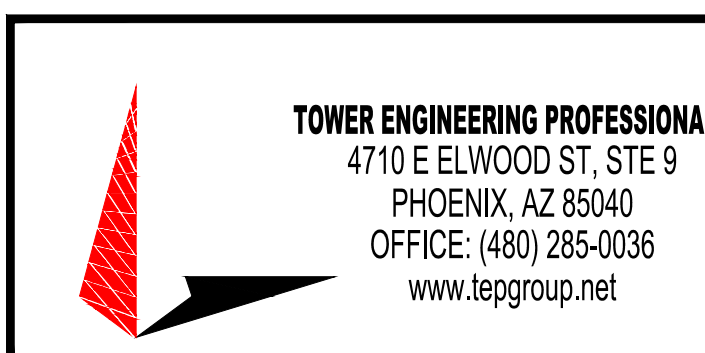 TOWER ENGINEERING PROFESSIONA
4710 E ELWOOD ST, STE 9
PHOENIX, AZ 85040
OFFICE: (480) 285-0036
www.tepgroup.net